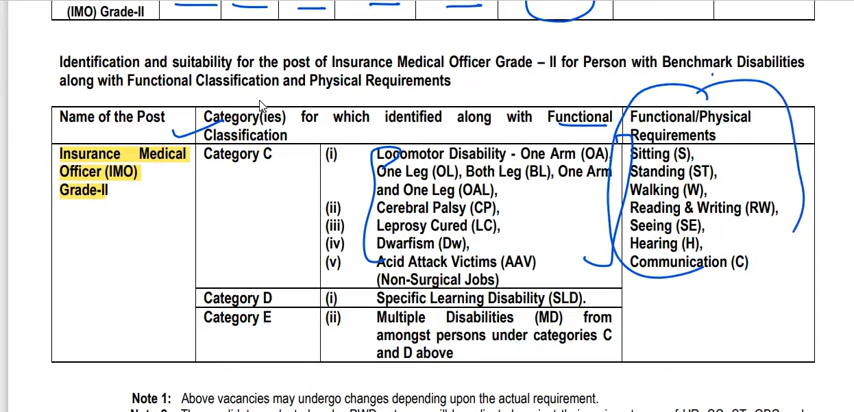 (IMO) Grade-II
Identification and suitability for the post of Insurance Medical Officer Grade – II for Person with Benchmark Disabilities
along with Functional Classification and Physical Requirements
Name of the Post
Category(ies) for which identified along with Functional
Classification
Functional/Physical
Requirements
Insurance Medical
Officer (IMO)
Grade-II
Category C
(i) Locomotor Disability - One Arm (OA),
One Leg (OL), Both Leg (BL), One Arm
and One Leg (OAL),
(ii) Cerebral Palsy (CP),
(iii) Leprosy Cured (LC),
(iv) Dwarfism (Dw),
(v) Acid Attack Victims (AAV)
(Non-Surgical Jobs)
Sitting (S),
Standing (ST),
Walking (W),
Reading & Writing (RW),
Seeing (SE),
Hearing (H),
Communication (C)
Category D (i) Specific Learning Disability (SLD).
Category E (ii) Multiple Disabilities (MD) from
amongst persons under categories C
and D above
Note 1: Above vacancies may undergo changes depending upon the actual requirement.